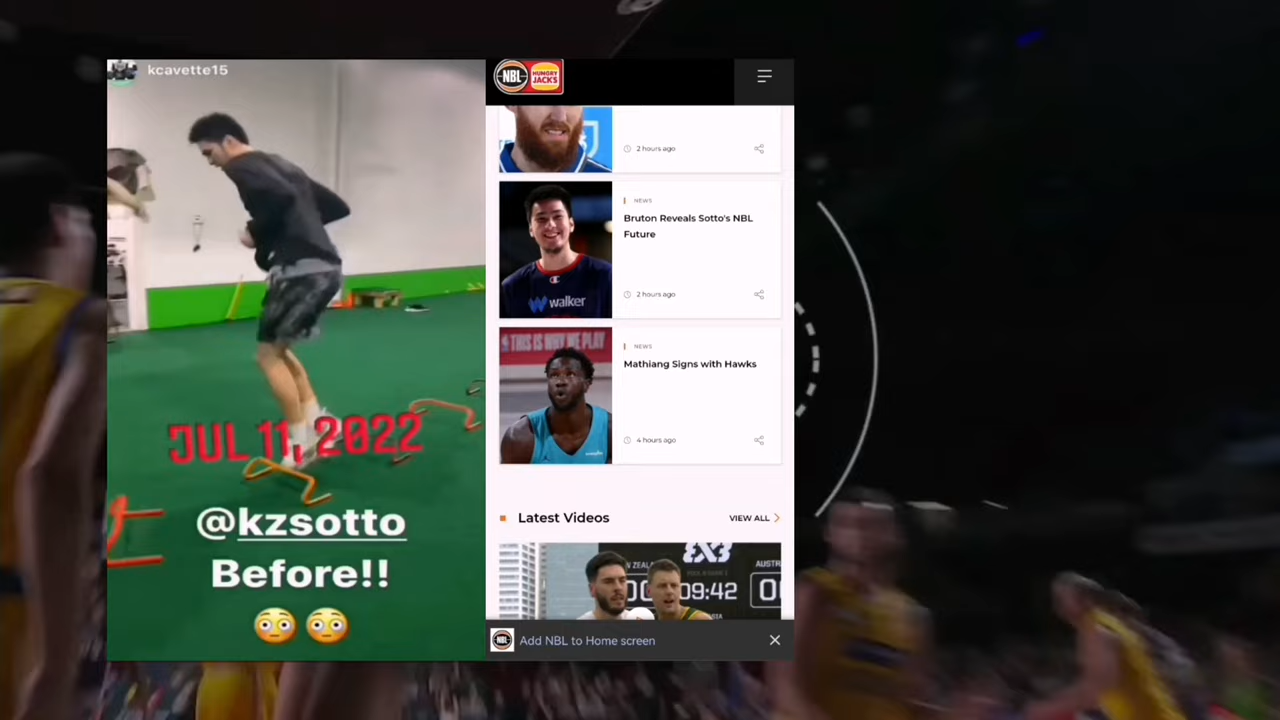 kcavette15
JUL 11, 2022
@kzsotto
Before!!
NBL
HUNGRY
JACK'S
2 hours ago
NEWS
Bruton Reveals Sotto's NBL
Future
2 hours ago
walker
THIS IS WHY WE PLAY
NEWS
Mathiang Signs with Hawks
4 hours ago
Latest Videos
VIEW ALL
09:42
NBL
Add NBL to Home screen